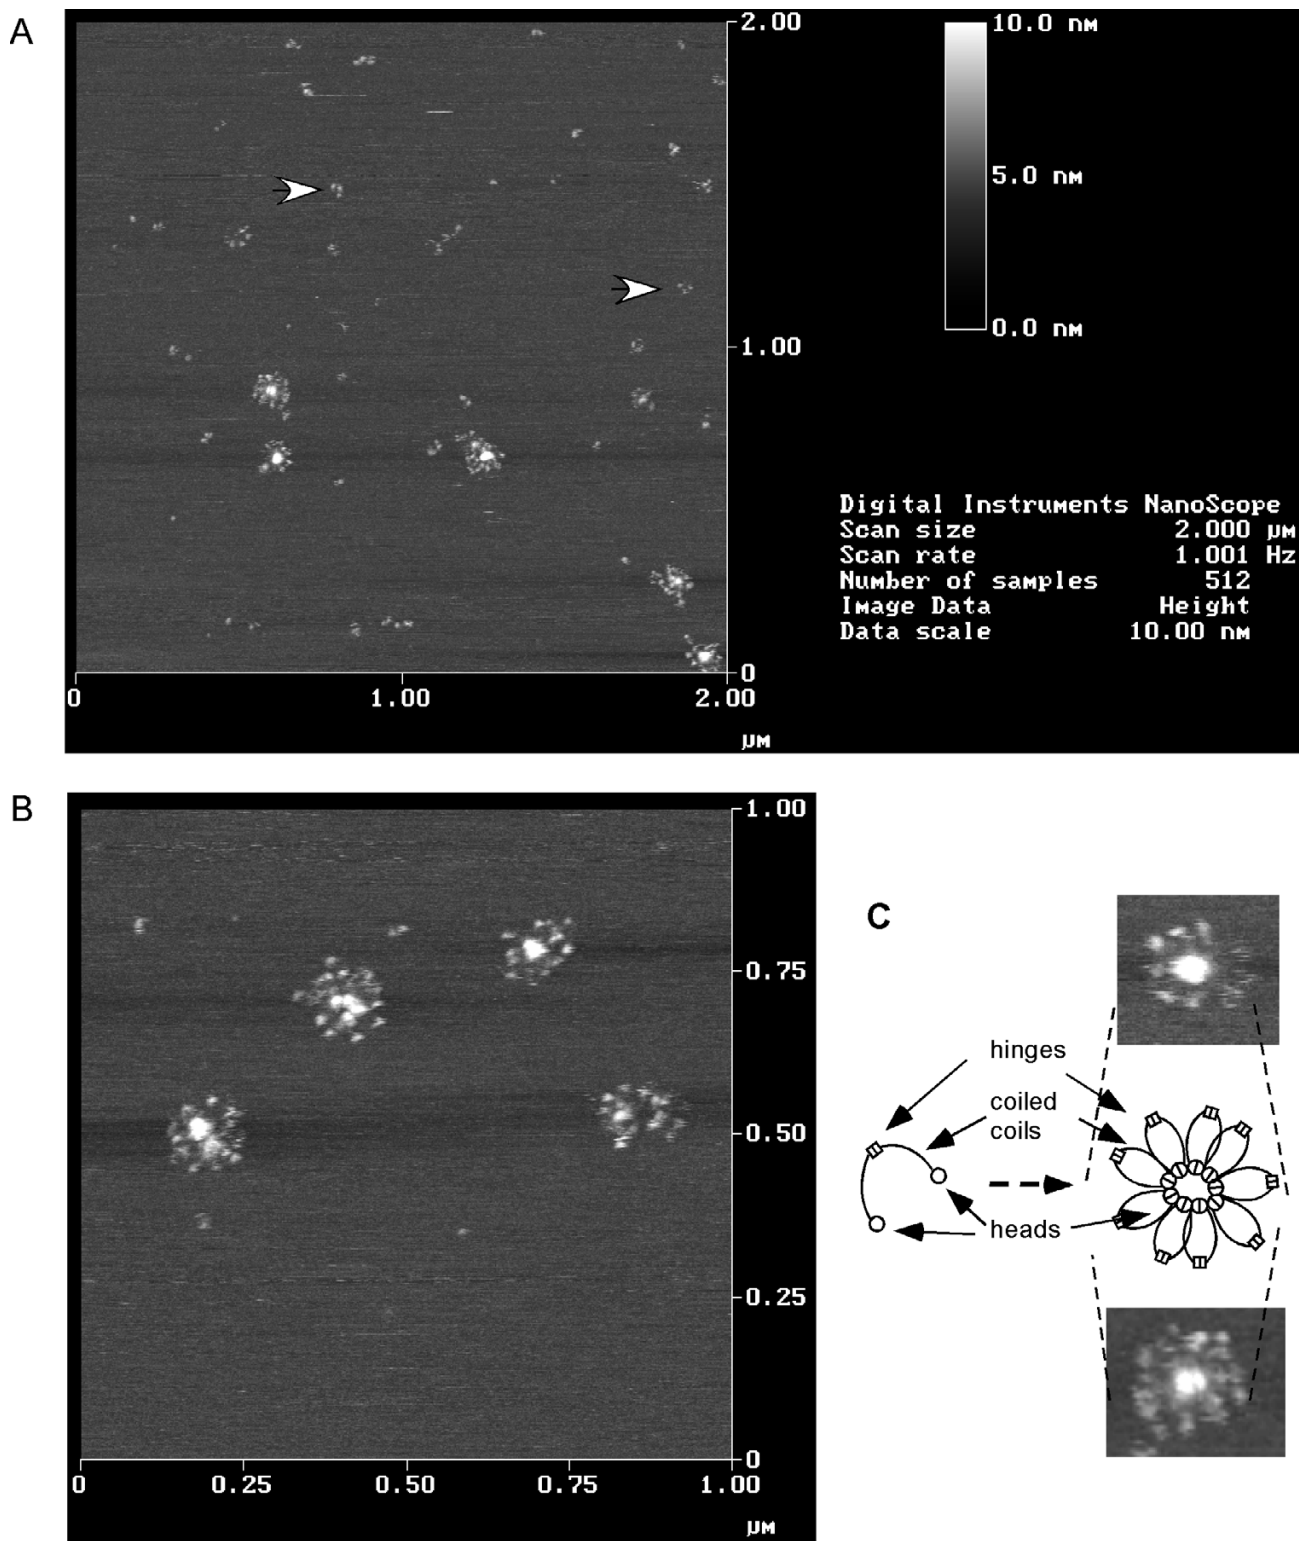 A
2.00
10.0 nm
5.0 nm
1.00
0.0 nm
Digital Instruments NanoScope
Scan size 2.000 µm
Scan rate 1.001 Hz
Number of samples 512
Image Data Height
Data scale 10.00 nm
0
0 1.00 2.00
µm
B
1.00
0.75
0.50
0.25
0
0 0.25 0.50 0.75 1.00
µm
C
hinges
coiled
coils
heads